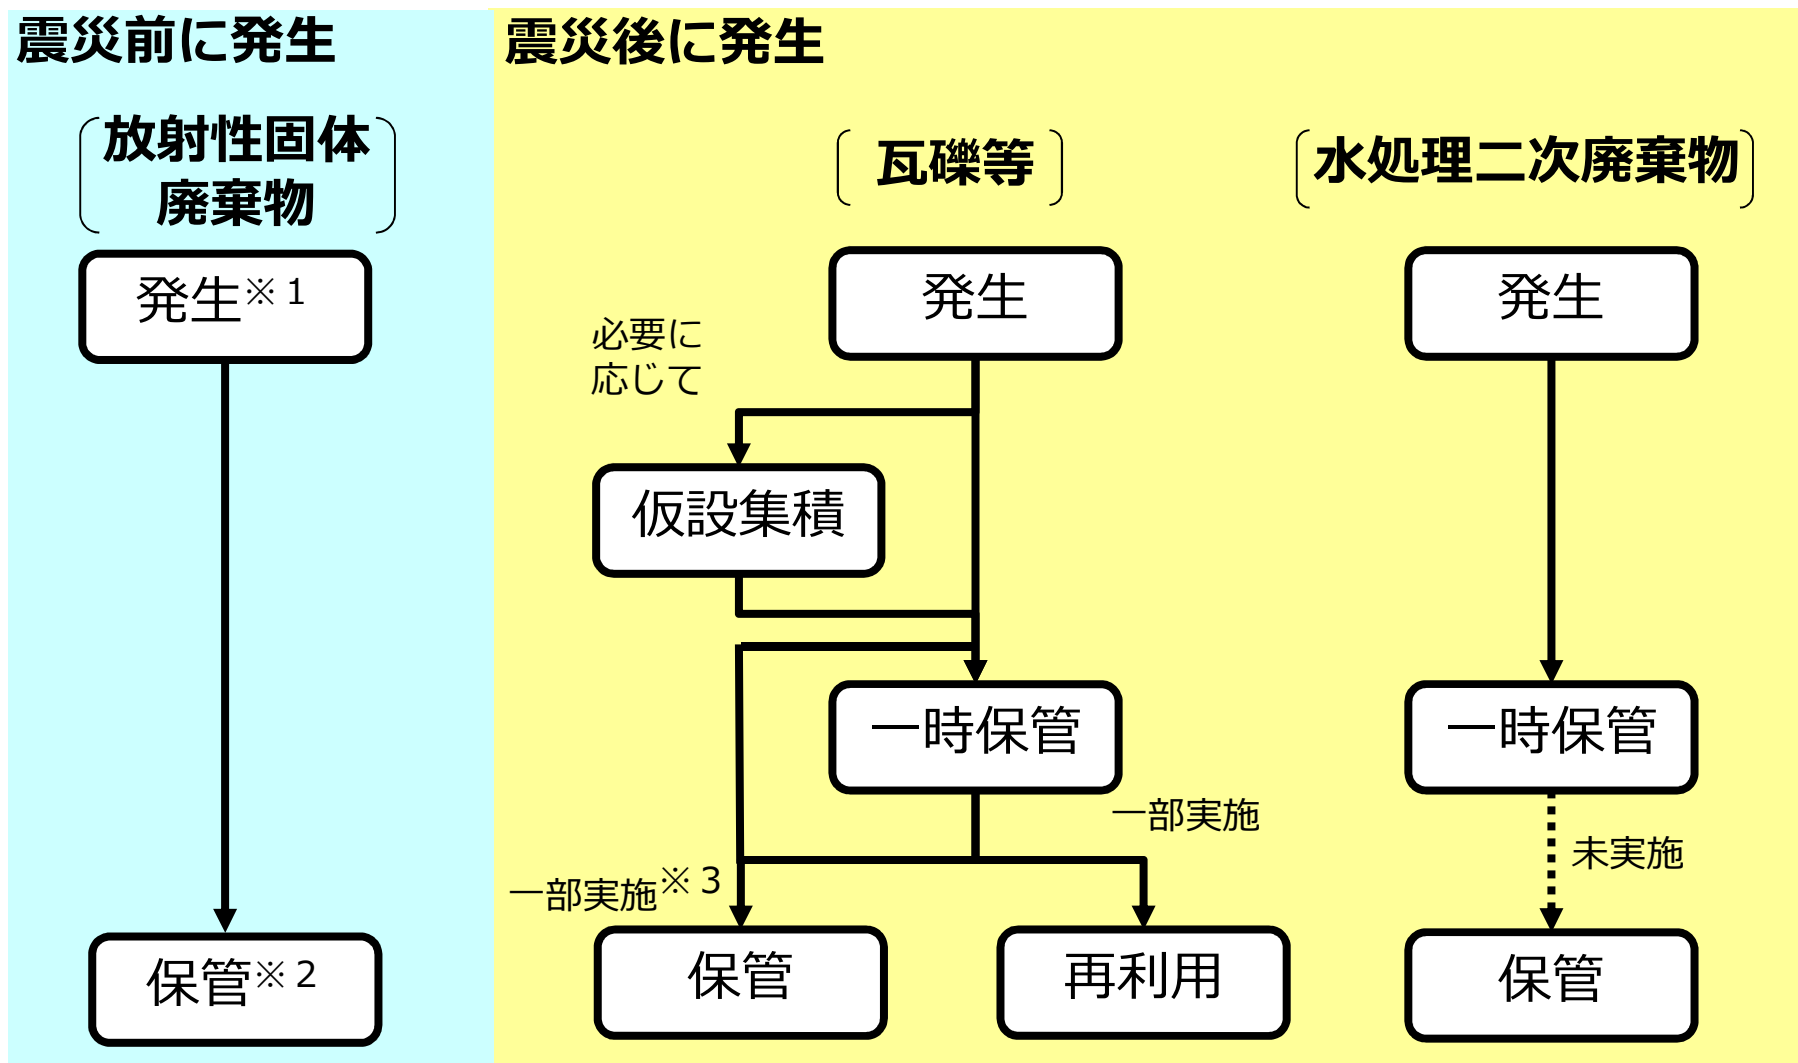 震災前に発生
放射性固体
廃棄物
発生※1
保管※2
震災後に発生
瓦礫等
発生
必要に
応じて
仮設集積
一時保管
一部実施
一部実施※3
保管
再利用
水処理二次廃棄物
発生
一時保管
未実施
保管